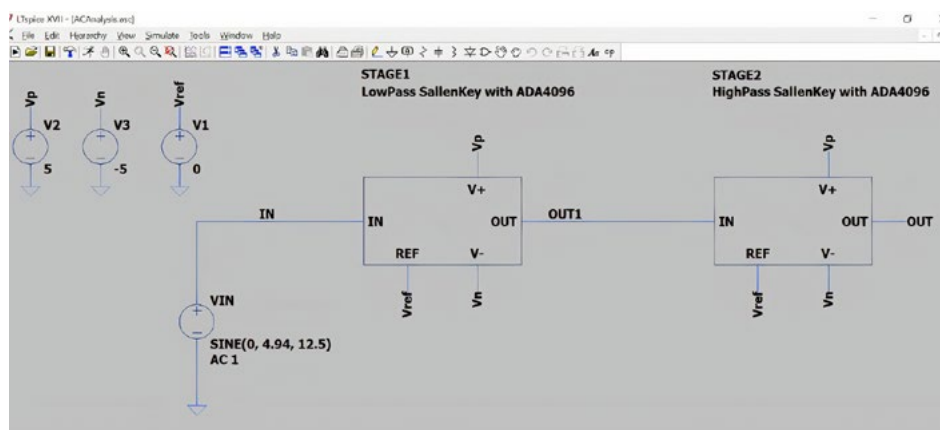 LTspice XVII - [ACAnalysis.asc]
File Edit Hierarchy View Simulate Tools Window Help
STAGE1
LowPass SallenKey with ADA4096
STAGE2
HighPass SallenKey with ADA4096
Vp
Vn
Vref
V2
V3
V1
5
-5
0
Vp
Vp
V+
V+
IN
IN
OUT
OUT1
IN
OUT
OUT
REF
V-
REF
V-
Vref
Vn
Vref
Vn
VIN
SINE(0, 4.94, 12.5)
AC 1